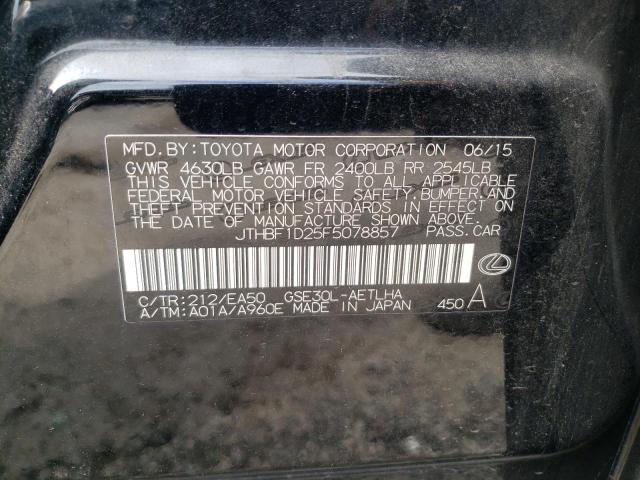 MFD.BY:TOYOTA MOTOR CORPORATION 06/15
GVWR 4630LB GAWR FR 2400LB RR 2545LB
THIS VEHICLE CONFORMS TO ALL APPLICABLE
FEDERAL MOTOR VEHICLE SAFETY, BUMPER, AND
THEFT PREVENTION STANDARDS IN EFFECT ON
THE DATE OF MANUFACTURE SHOWN ABOVE.
JTHBF1D25F5078857 PASS.CAR
C/TR:212/EA50 GSE30L-AETLHA
A/TM:A01A/A960E MADE IN JAPAN 450 A